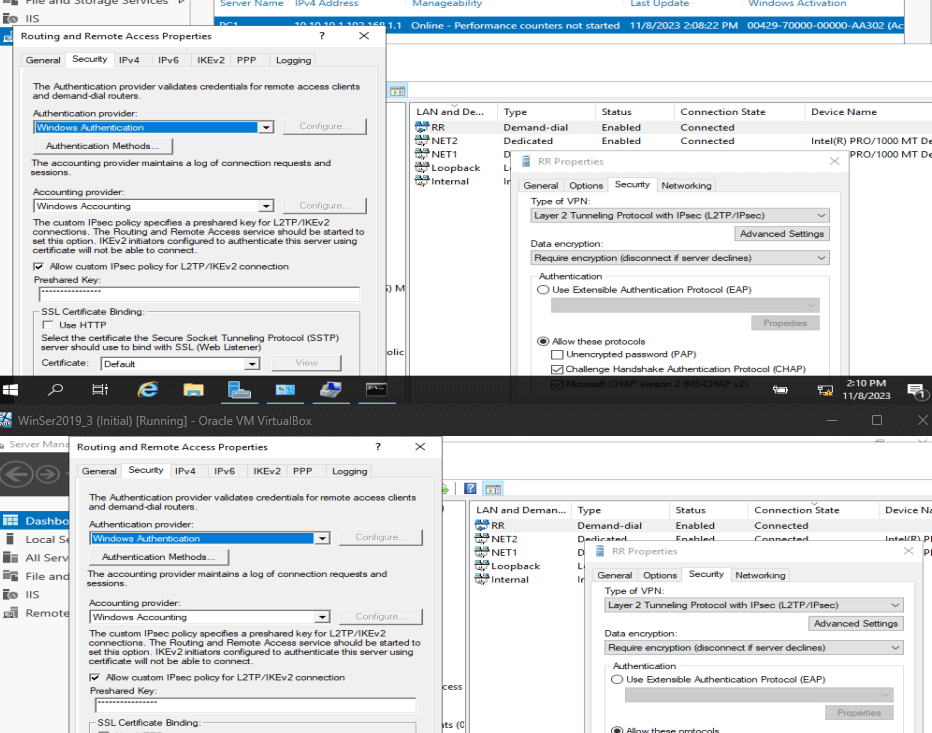 File and Storage Services
IIS
Server Name IPv4 Address Manageability Last Update Windows Activation
PC1 10.10.10.1,192.168.1.1 Online - Performance counters not started 11/8/2023 2:08:22 PM 00429-70000-00000-AA302 (Ac
Routing and Remote Access Properties ? ×
General Security IPv4 IPv6 IKEv2 PPP Logging
The Authentication provider validates credentials for remote access clients
and demand-dial routers.
Authentication provider:
Windows Authentication Configure...
Authentication Methods...
The accounting provider maintains a log of connection requests and
sessions.
Accounting provider:
Windows Accounting Configure...
The custom IPsec policy specifies a preshared key for L2TP/IKEv2
connections. The Routing and Remote Access service should be started to
set this option. IKEv2 initiators configured to authenticate this server using
certificate will not be able to connect.
Allow custom IPsec policy for L2TP/IKEv2 connection
Preshared Key:
SSL Certificate Binding:
Use HTTP
Select the certificate the Secure Socket Tunneling Protocol (SSTP)
server should use to bind with SSL (Web Listener)
Certificate: Default View
LAN and De... Type Status Connection State Device Name
RR Demand-dial Enabled Connected
NET2 Dedicated Enabled Connected Intel(R) PRO/1000 MT De
NET1 D PRO/1000 MT De
Loopback L
Internal In
) M
olic
RR Properties
General Options Security Networking
Type of VPN:
Layer 2 Tunneling Protocol with IPsec (L2TP/IPsec)
Advanced Settings
Data encryption:
Require encryption (disconnect if server declines)
Authentication
Use Extensible Authentication Protocol (EAP)
Properties
Allow these protocols
Unencrypted password (PAP)
Challenge Handshake Authentication Protocol (CHAP)
Microsoft CHAP Version 2 (MS-CHAP v2)
2:10 PM
11/8/2023
1
WinSer2019_3 (Initial) [Running] - Oracle VM VirtualBox
Server Mana
Dashbo
Local Se
All Serv
File and
IIS
Remote
Routing and Remote Access Properties ? ×
General Security IPv4 IPv6 IKEv2 PPP Logging
The Authentication provider validates credentials for remote access clients
and demand-dial routers.
Authentication provider:
Windows Authentication Configure...
Authentication Methods...
The accounting provider maintains a log of connection requests and
sessions.
Accounting provider:
Windows Accounting Configure...
The custom IPsec policy specifies a preshared key for L2TP/IKEv2
connections. The Routing and Remote Access service should be started to
set this option. IKEv2 initiators configured to authenticate this server using
certificate will not be able to connect.
Allow custom IPsec policy for L2TP/IKEv2 connection
Preshared Key:
SSL Certificate Binding:
LAN and Deman... Type Status Connection State Device Na
RR Demand-dial Enabled Connected
NET2 Dedicated Enabled Connected Intel(R) P
NET1 D
Loopback L
Internal In
cess
ts (0
RR Properties
General Options Security Networking
Type of VPN:
Layer 2 Tunneling Protocol with IPsec (L2TP/IPsec)
Advanced Settings
Data encryption:
Require encryption (disconnect if server declines)
Authentication
Use Extensible Authentication Protocol (EAP)
Properties
Allow these protocols